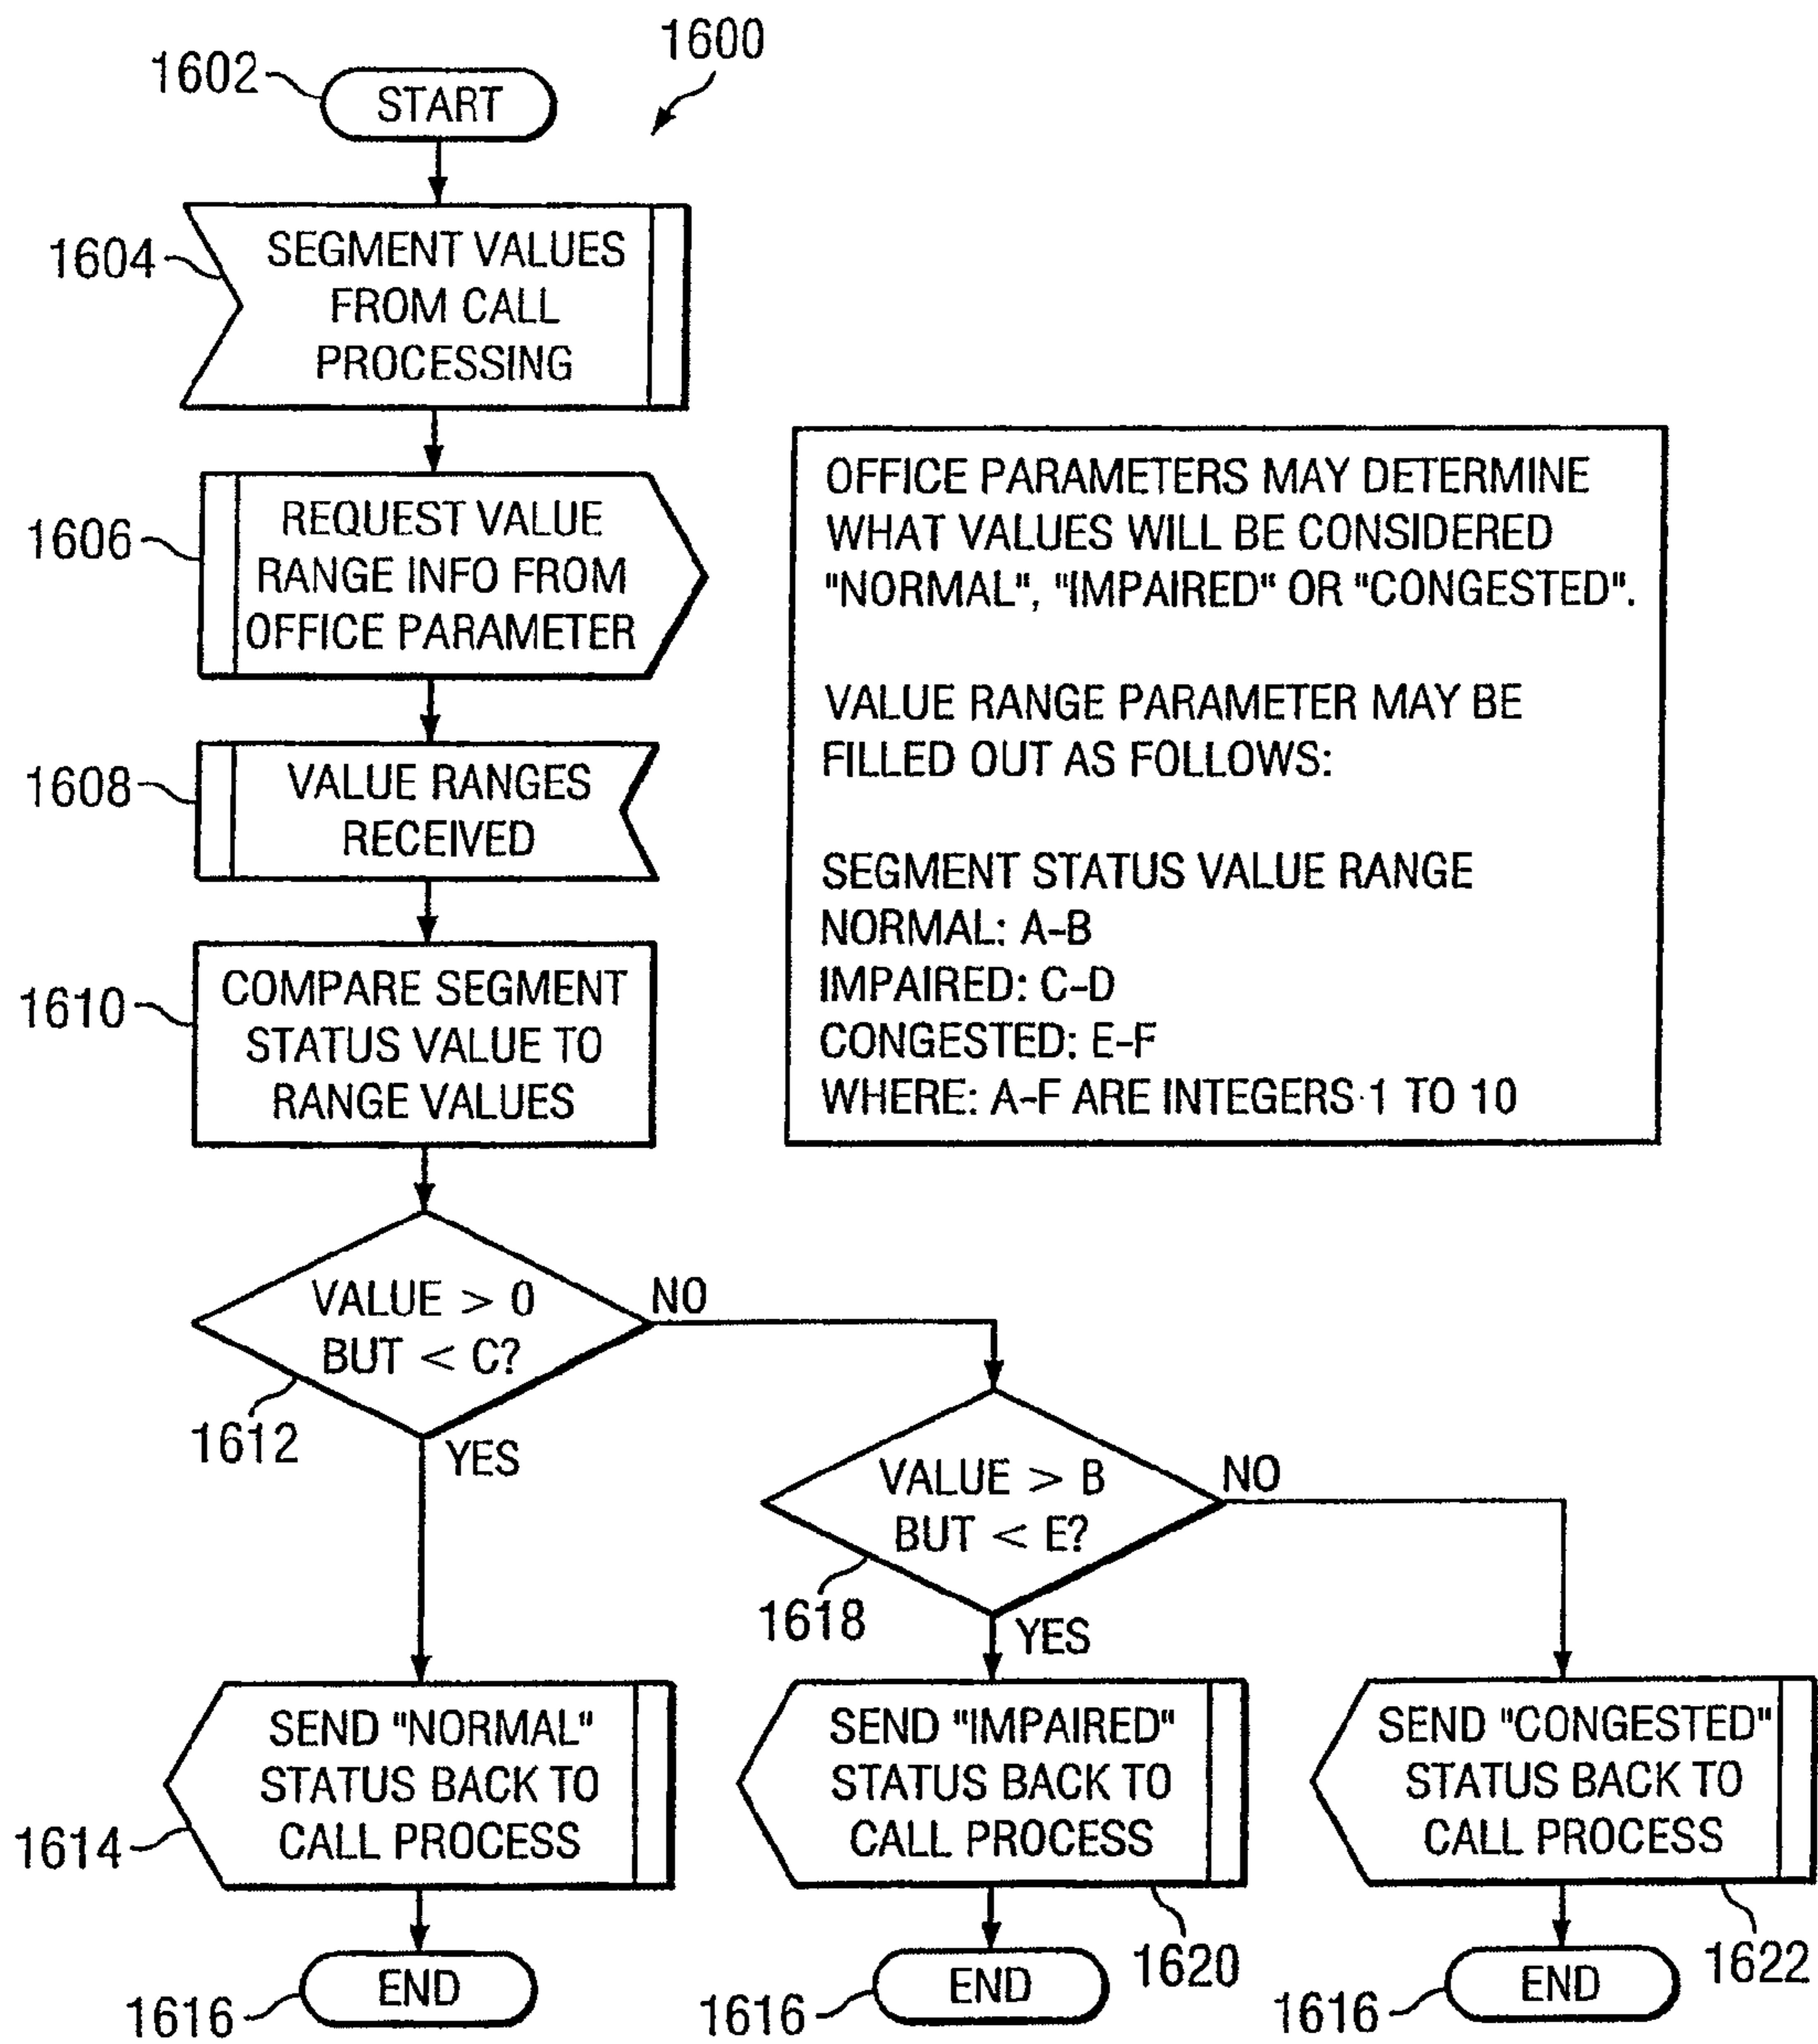 1600
1602
START
1604
SEGMENT VALUES
FROM CALL
PROCESSING
1606
REQUEST VALUE
RANGE INFO FROM
OFFICE PARAMETER
1608
VALUE RANGES
RECEIVED
1610
COMPARE SEGMENT
STATUS VALUE TO
RANGE VALUES
OFFICE PARAMETERS MAY DETERMINE
WHAT VALUES WILL BE CONSIDERED
"NORMAL", "IMPAIRED" OR "CONGESTED".
VALUE RANGE PARAMETER MAY BE
FILLED OUT AS FOLLOWS:
SEGMENT STATUS VALUE RANGE
NORMAL: A-B
IMPAIRED: C-D
CONGESTED: E-F
WHERE: A-F ARE INTEGERS 1 TO 10
VALUE > 0
BUT < C?
NO
1612
YES
VALUE > B
BUT < E?
NO
1618
YES
SEND "NORMAL"
STATUS BACK TO
CALL PROCESS
1614
SEND "IMPAIRED"
STATUS BACK TO
CALL PROCESS
1620
SEND "CONGESTED"
STATUS BACK TO
CALL PROCESS
1622
END
1616
END
1616
END
1616